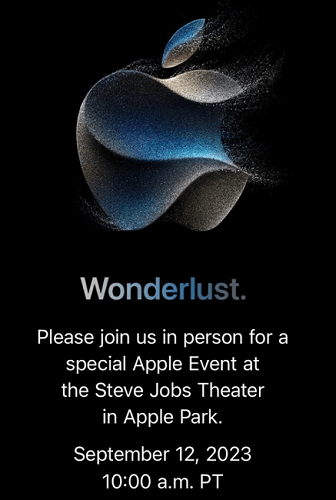 Wonderlust.
Please join us in person for a
special Apple Event at
the Steve Jobs Theater
in Apple Park.
September 12, 2023
10:00 a.m. PT